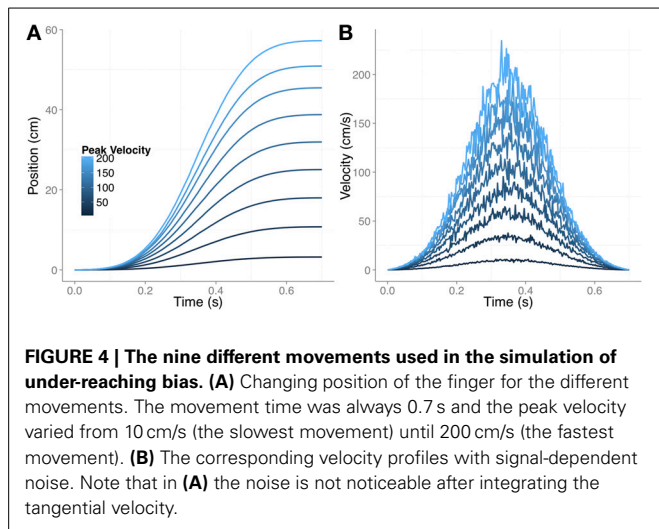 A
B
60
40
20
0
Position (cm)
Peak Velocity
200
150
100
50
0.0 0.2 0.4 0.6
Time (s)
200
150
100
50
0
Velocity (cm/s)
0.0 0.2 0.4 0.6
Time (s)
FIGURE 4 | The nine different movements used in the simulation of
under-reaching bias. (A) Changing position of the finger for the different
movements. The movement time was always 0.7 s and the peak velocity
varied from 10 cm/s (the slowest movement) until 200 cm/s (the fastest
movement). (B) The corresponding velocity profiles with signal-dependent
noise. Note that in (A) the noise is not noticeable after integrating the
tangential velocity.